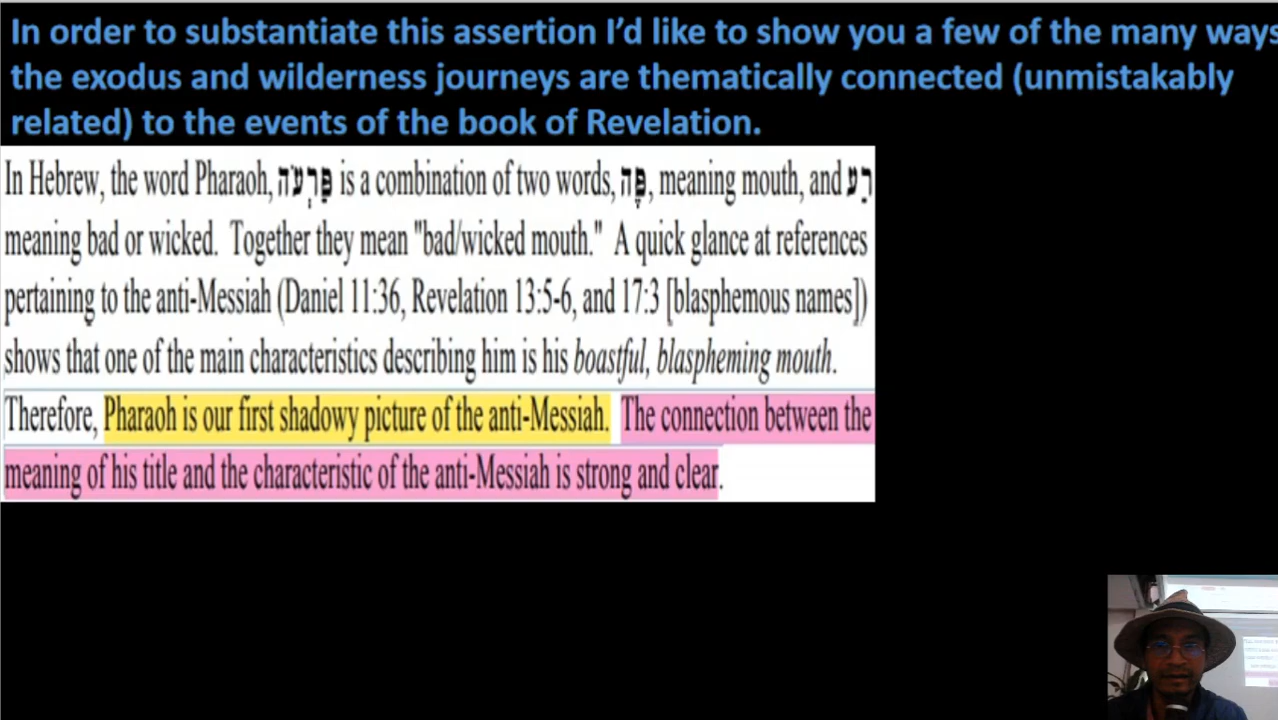 In order to substantiate this assertion I'd like to show you a few of the many ways
the exodus and wilderness journeys are thematically connected (unmistakably
related) to the events of the book of Revelation.
In Hebrew, the word Pharaoh, פַּרְעֹה is a combination of two words, פֶּה, meaning mouth, and רַע
meaning bad or wicked. Together they mean "bad/wicked mouth." A quick glance at references
pertaining to the anti-Messiah (Daniel 11:36, Revelation 13:5-6, and 17:3 [blasphemous names])
shows that one of the main characteristics describing him is his boastful, blaspheming mouth.
Therefore, Pharaoh is our first shadowy picture of the anti-Messiah. The connection between the
meaning of his title and the characteristic of the anti-Messiah is strong and clear.